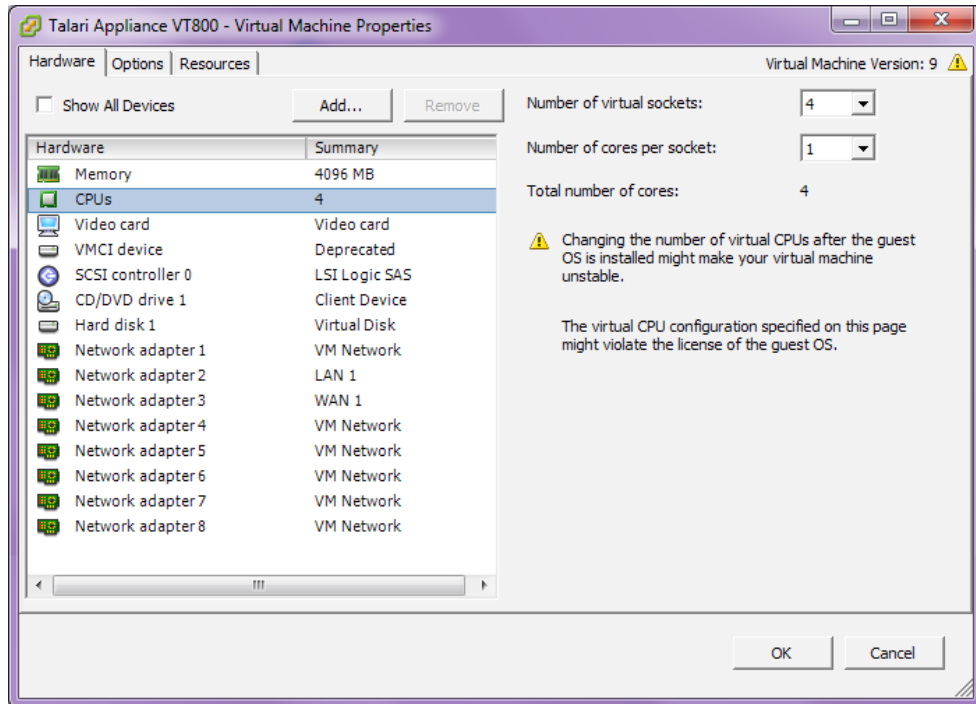 Talari Appliance VT800 - Virtual Machine Properties
Hardware Options Resources Virtual Machine Version: 9
Show All Devices Add... Remove
Hardware Summary
Memory 4096 MB
CPUs 4
Video card Video card
VMCI device Deprecated
SCSI controller 0 LSI Logic SAS
CD/DVD drive 1 Client Device
Hard disk 1 Virtual Disk
Network adapter 1 VM Network
Network adapter 2 LAN 1
Network adapter 3 WAN 1
Network adapter 4 VM Network
Network adapter 5 VM Network
Network adapter 6 VM Network
Network adapter 7 VM Network
Network adapter 8 VM Network
Number of virtual sockets: 4
Number of cores per socket: 1
Total number of cores: 4
Changing the number of virtual CPUs after the guest
OS is installed might make your virtual machine
unstable.
The virtual CPU configuration specified on this page
might violate the license of the guest OS.
OK Cancel